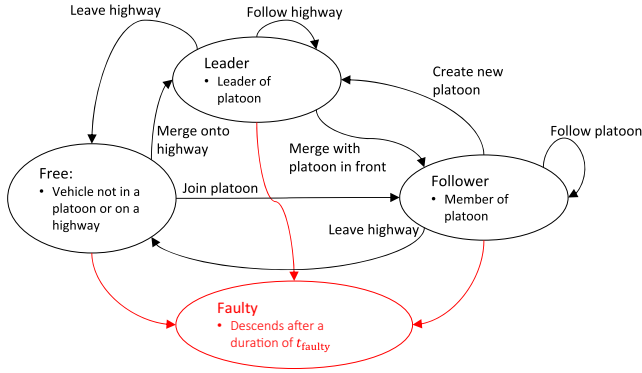 Leave highway
Follow highway
Leader
• Leader of
platoon
Create new
platoon
Merge onto
highway
Merge with
platoon in front
Follow platoon
Free:
• Vehicle not in a
platoon or on a
highway
Join platoon
Follower
• Member of
platoon
Leave highway
Faulty
• Descends after a
duration of t_faulty